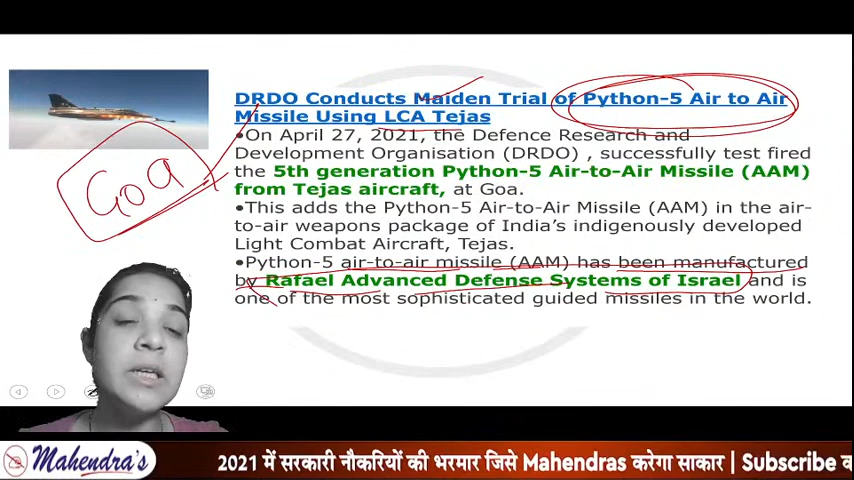 DRDO Conducts Maiden Trial of Python-5 Air to Air
Missile Using LCA Tejas
•On April 27, 2021, the Defence Research and
Development Organisation (DRDO) , successfully test fired
the 5th generation Python-5 Air-to-Air Missile (AAM)
from Tejas aircraft, at Goa.
•This adds the Python-5 Air-to-Air Missile (AAM) in the air-
to-air weapons package of India's indigenously developed
Light Combat Aircraft, Tejas.
•Python-5 air-to-air missile (AAM) has been manufactured
by Rafael Advanced Defense Systems of Israel and is
one of the most sophisticated guided missiles in the world.
Goa
Mahendra's
2021 में सरकारी नौकरियों की भरमार जिसे Mahendras करेगा साकार | Subscribe